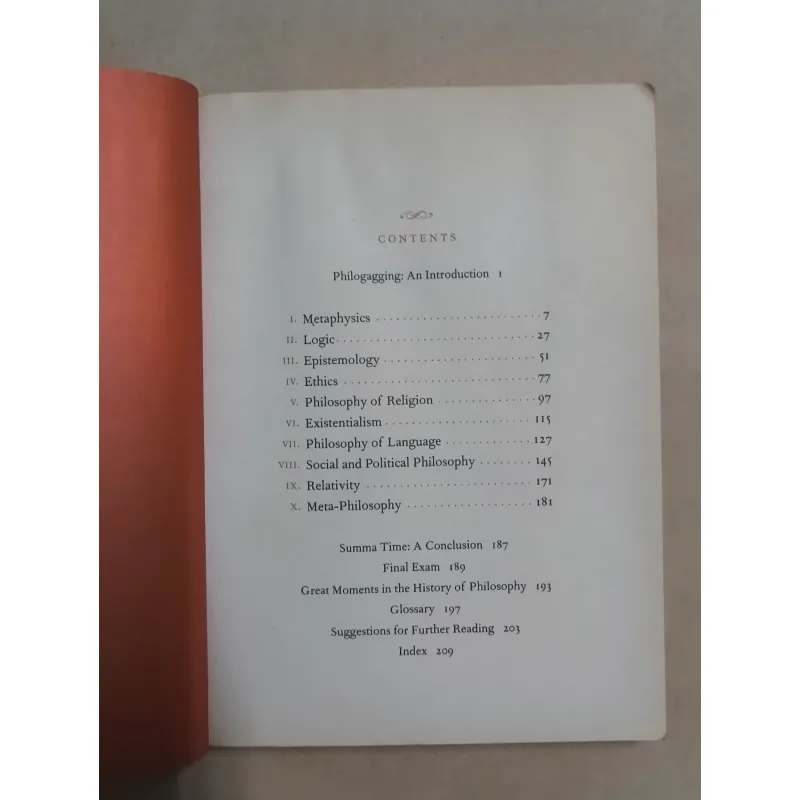 CONTENTS
Philogagging: An Introduction 1
I. Metaphysics . . . . . . . . . . . . . . . . . . . . . . . . . 7
II. Logic . . . . . . . . . . . . . . . . . . . . . . . . . . . . . . 27
III. Epistemology . . . . . . . . . . . . . . . . . . . . . . . 51
IV. Ethics . . . . . . . . . . . . . . . . . . . . . . . . . . . . . 77
V. Philosophy of Religion . . . . . . . . . . . . . . . 97
VI. Existentialism . . . . . . . . . . . . . . . . . . . . . . 115
VII. Philosophy of Language . . . . . . . . . . . . . 127
VIII. Social and Political Philosophy . . . . . . . . 145
IX. Relativity . . . . . . . . . . . . . . . . . . . . . . . . . 171
X. Meta-Philosophy . . . . . . . . . . . . . . . . . . . 181
Summa Time: A Conclusion 187
Final Exam 189
Great Moments in the History of Philosophy 193
Glossary 197
Suggestions for Further Reading 203
Index 209